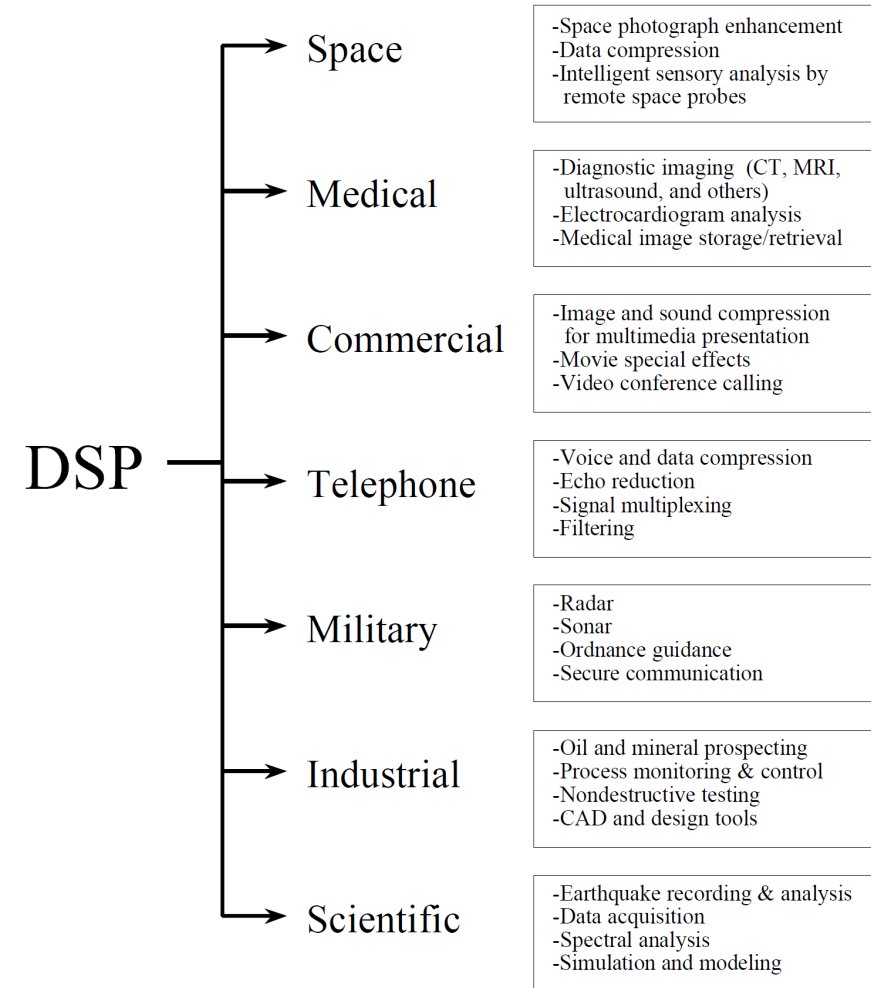 DSP
Space
-Space photograph enhancement
-Data compression
-Intelligent sensory analysis by
remote space probes
Medical
-Diagnostic imaging (CT, MRI,
ultrasound, and others)
-Electrocardiogram analysis
-Medical image storage/retrieval
Commercial
-Image and sound compression
for multimedia presentation
-Movie special effects
-Video conference calling
Telephone
-Voice and data compression
-Echo reduction
-Signal multiplexing
-Filtering
Military
-Radar
-Sonar
-Ordnance guidance
-Secure communication
Industrial
-Oil and mineral prospecting
-Process monitoring & control
-Nondestructive testing
-CAD and design tools
Scientific
-Earthquake recording & analysis
-Data acquisition
-Spectral analysis
-Simulation and modeling